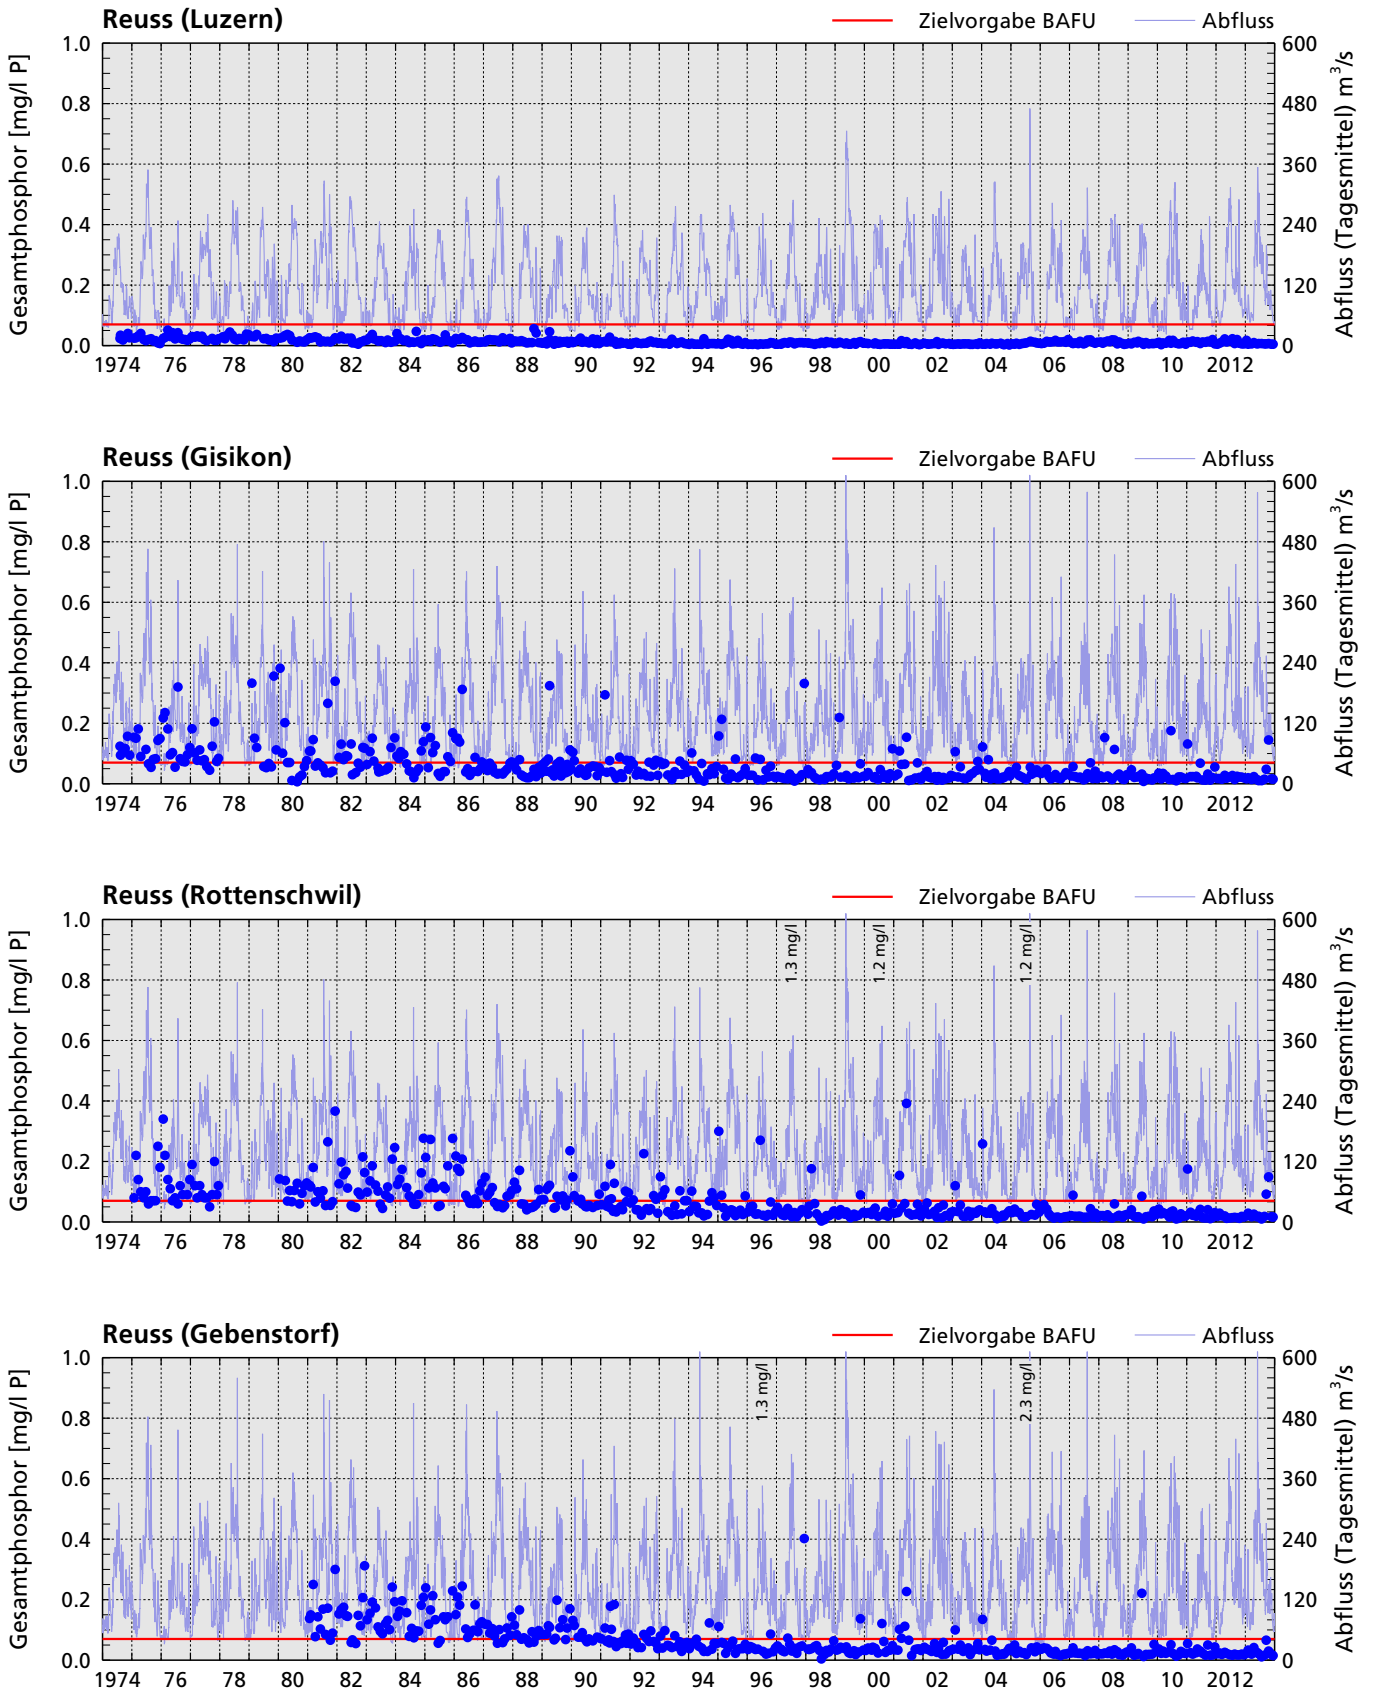 Reuss (Luzern)
Zielvorgabe BAFU
Abfluss
Gesamtphosphor [mg/l P]
1.0
0.8
0.6
0.4
0.2
0.0
600
480
360
240
120
0
Abfluss (Tagesmittel) m³/s
1974 76 78 80 82 84 86 88 90 92 94 96 98 00 02 04 06 08 10 2012
Reuss (Gisikon)
Zielvorgabe BAFU
Abfluss
Gesamtphosphor [mg/l P]
1.0
0.8
0.6
0.4
0.2
0.0
600
480
360
240
120
0
Abfluss (Tagesmittel) m³/s
1974 76 78 80 82 84 86 88 90 92 94 96 98 00 02 04 06 08 10 2012
Reuss (Rottenschwil)
Zielvorgabe BAFU
Abfluss
Gesamtphosphor [mg/l P]
1.0
0.8
0.6
0.4
0.2
0.0
1.3 mg/l
1.2 mg/l
1.2 mg/l
600
480
360
240
120
0
Abfluss (Tagesmittel) m³/s
1974 76 78 80 82 84 86 88 90 92 94 96 98 00 02 04 06 08 10 2012
Reuss (Gebenstorf)
Zielvorgabe BAFU
Abfluss
Gesamtphosphor [mg/l P]
1.0
0.8
0.6
0.4
0.2
0.0
1.3 mg/l
2.3 mg/l
600
480
360
240
120
0
Abfluss (Tagesmittel) m³/s
1974 76 78 80 82 84 86 88 90 92 94 96 98 00 02 04 06 08 10 2012